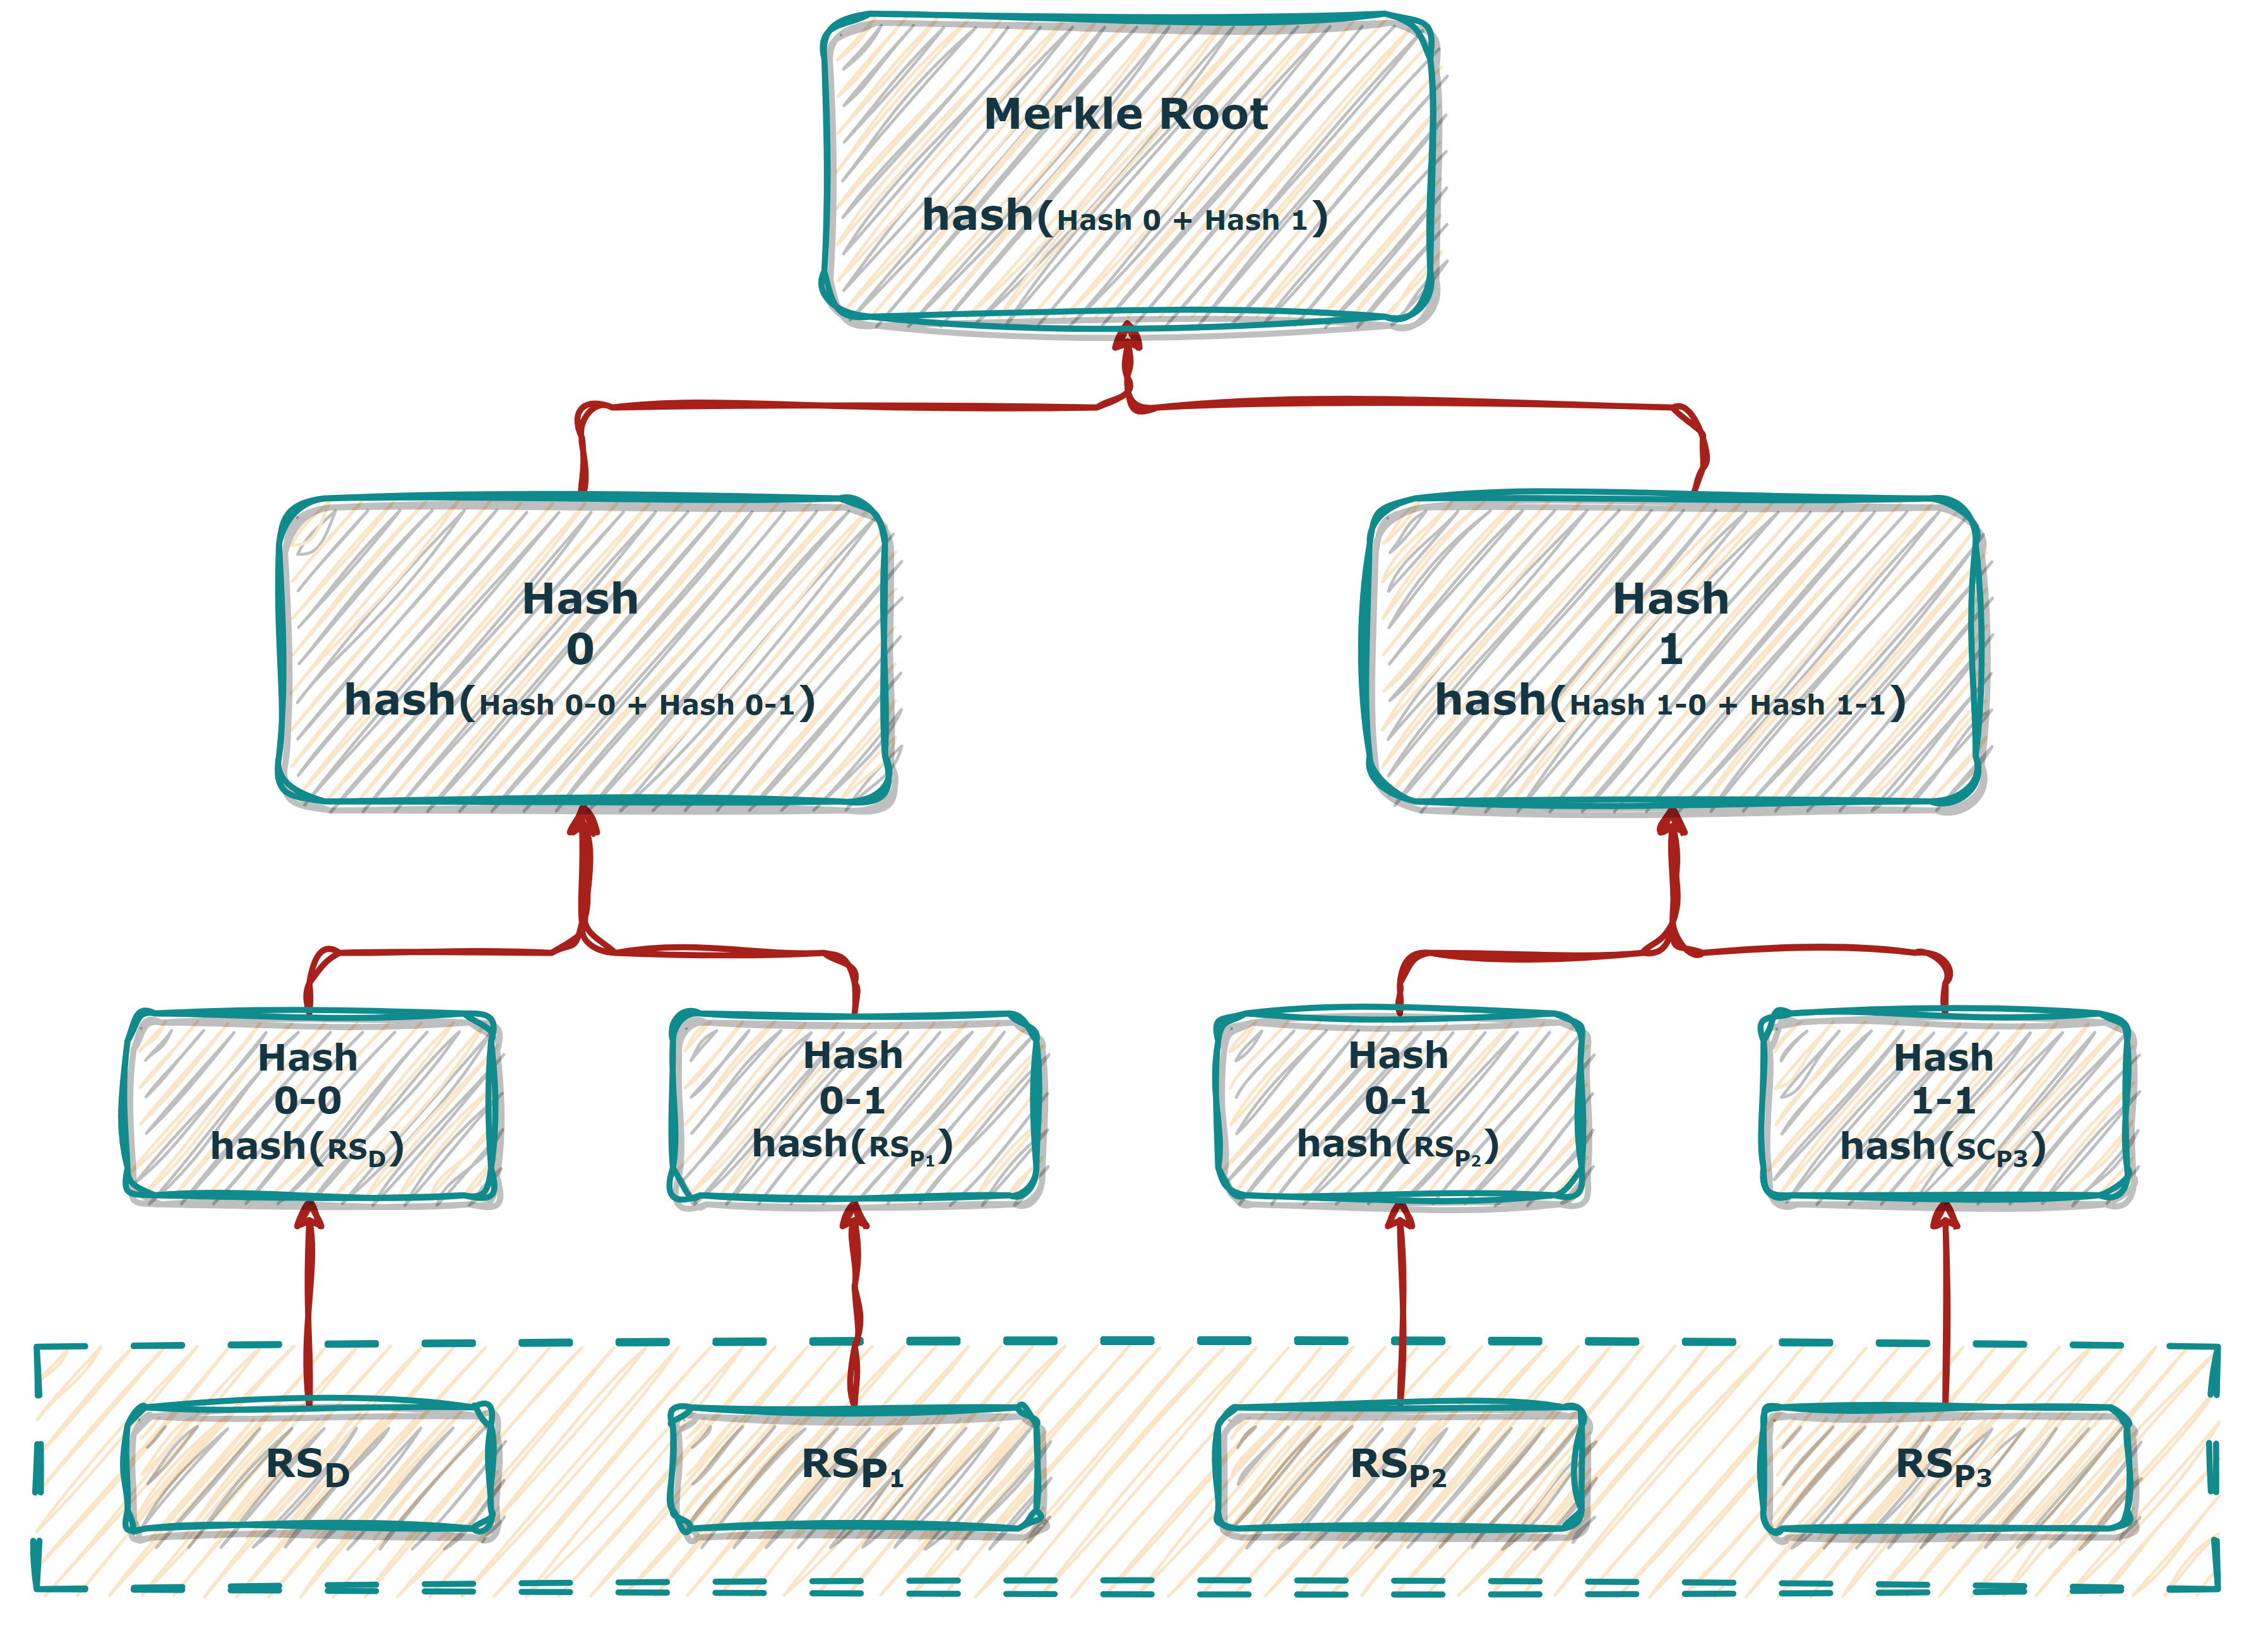 Merkle Root
hash(Hash 0 + Hash 1)
Hash
0
hash(Hash 0-0 + Hash 0-1)
Hash
1
hash(Hash 1-0 + Hash 1-1)
Hash
0-0
hash(RSD)
Hash
0-1
hash(RSP1)
Hash
0-1
hash(RSP2)
Hash
1-1
hash(SCP3)
RSD
RSP1
RSP2
RSP3